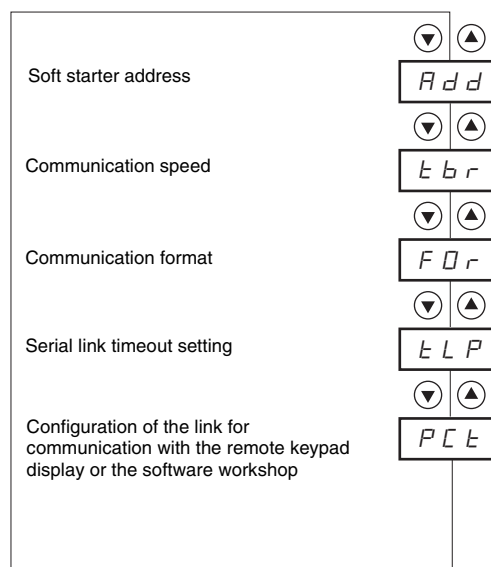 Soft starter address
Add
Communication speed
tbr
Communication format
FOr
Serial link timeout setting
tLP
Configuration of the link for
communication with the remote keypad
display or the software workshop
PCt